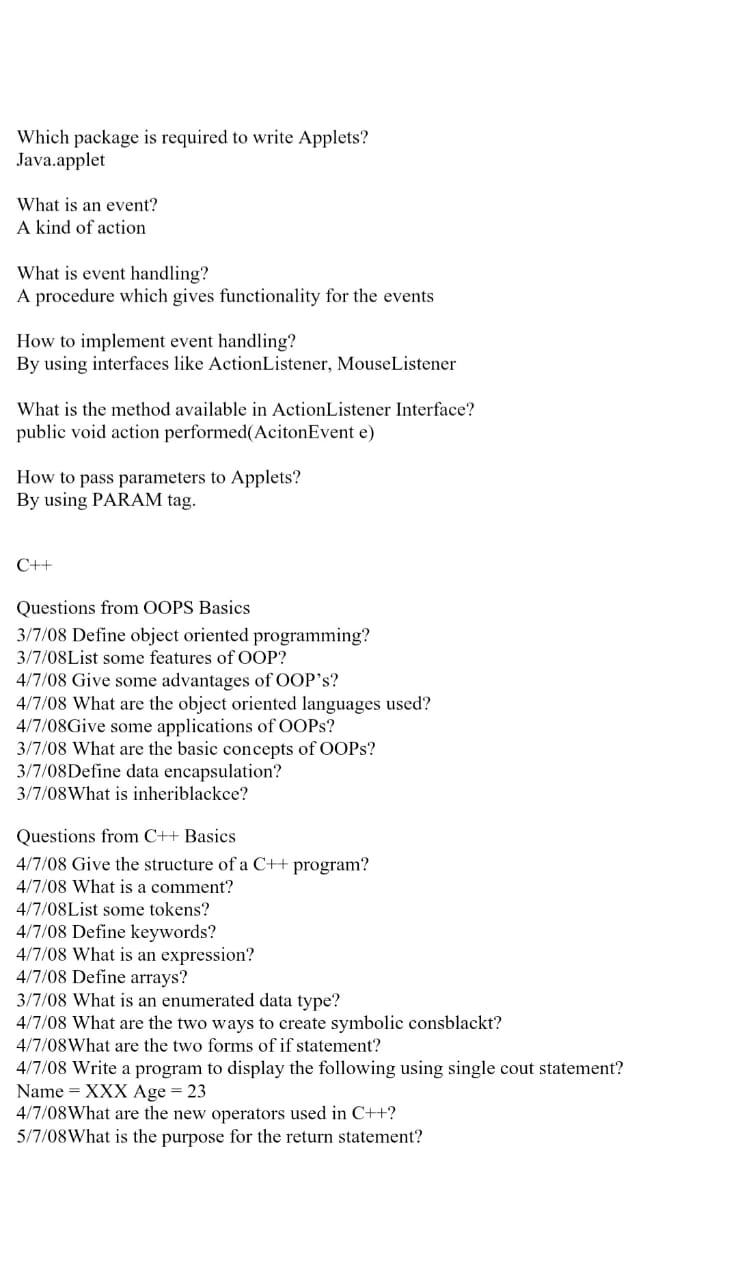 Which package is required to write Applets?
Java.applet
What is an event?
A kind of action
What is event handling?
A procedure which gives functionality for the events
How to implement event handling?
By using interfaces like ActionListener, MouseListener
What is the method available in ActionListener Interface?
public void action performed(AcitonEvent e)
How to pass parameters to Applets?
By using PARAM tag.
C++
Questions from OOPS Basics
3/7/08 Define object oriented programming?
3/7/08List some features of OOP?
4/7/08 Give some advantages of OOP’s?
4/7/08 What are the object oriented languages used?
4/7/08Give some applications of OOPs?
3/7/08 What are the basic concepts of OOPs?
3/7/08Define data encapsulation?
3/7/08What is inheriblackce?
Questions from C++ Basics
4/7/08 Give the structure of a C++ program?
4/7/08 What is a comment?
4/7/08List some tokens?
4/7/08 Define keywords?
4/7/08 What is an expression?
4/7/08 Define arrays?
3/7/08 What is an enumerated data type?
4/7/08 What are the two ways to create symbolic consblackt?
4/7/08What are the two forms of if statement?
4/7/08 Write a program to display the following using single cout statement?
Name = XXX Age = 23
4/7/08What are the new operators used in C++?
5/7/08What is the purpose for the return statement?